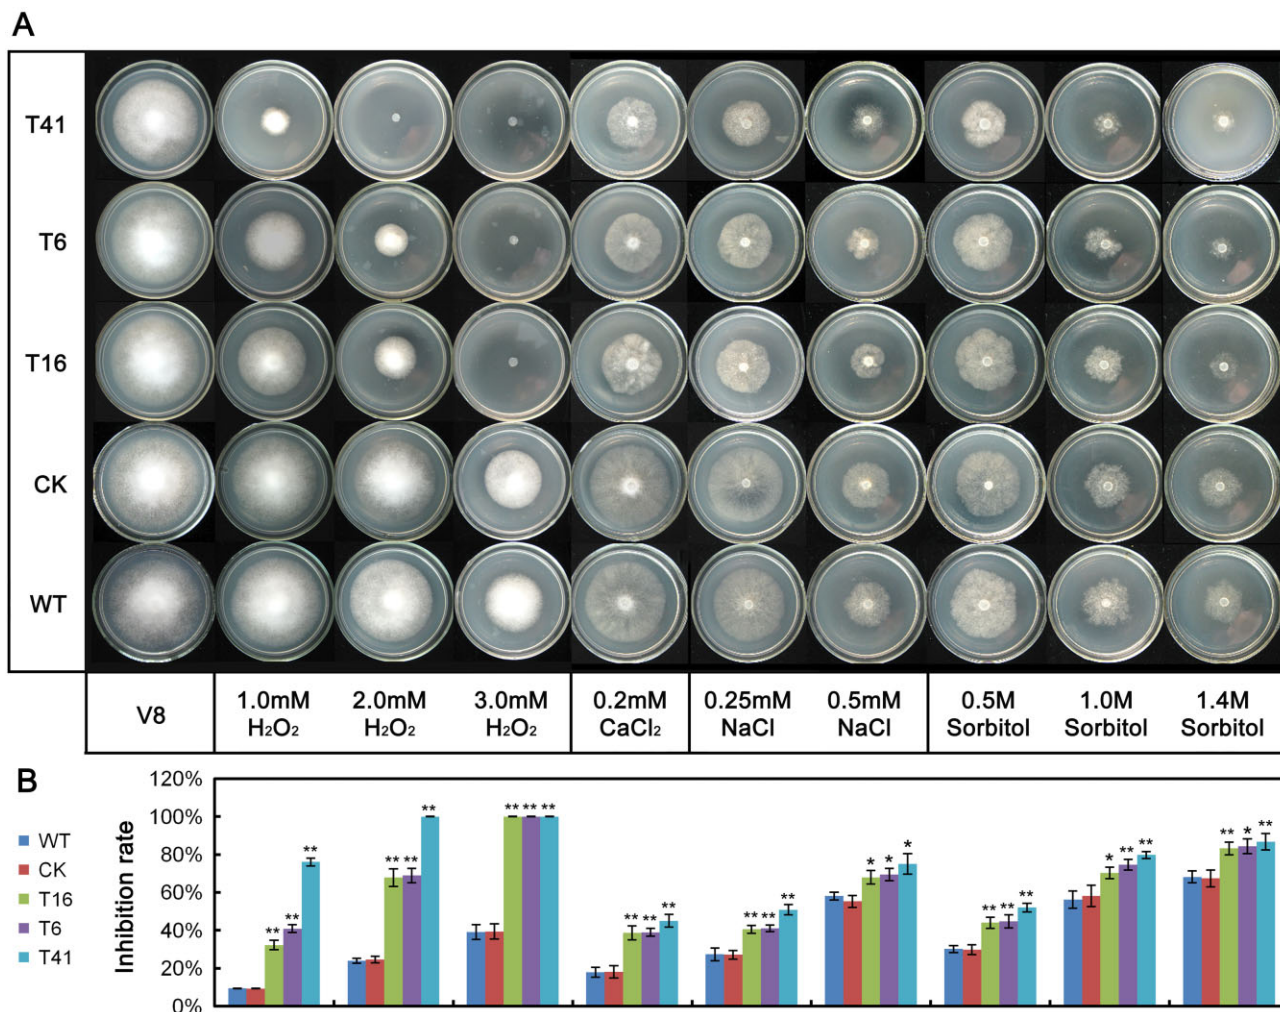 A
T41
T6
T16
CK
WT
V8
1.0mM
H₂O₂
2.0mM
H₂O₂
3.0mM
H₂O₂
0.2mM
CaCl₂
0.25mM
NaCl
0.5mM
NaCl
0.5M
Sorbitol
1.0M
Sorbitol
1.4M
Sorbitol
B
WT
CK
T16
T6
T41
Inhibition rate
120%
100%
80%
60%
40%
20%
0%
** ** **
** ** **
** ** **
** ** **
** ** **
* * *
** ** **
* ** **
** * **